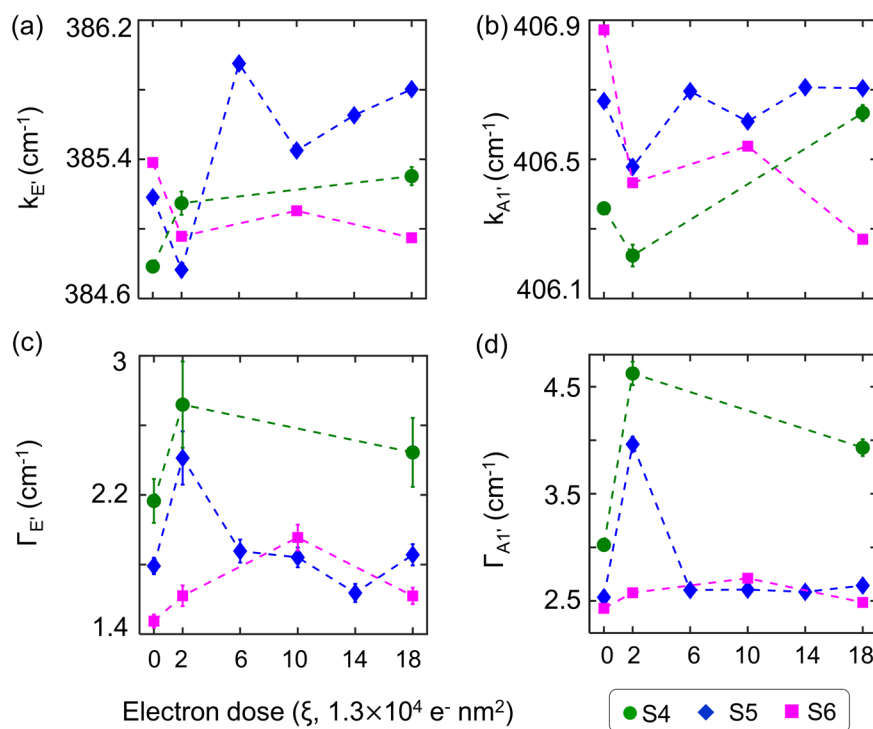 (a)
386.2
385.4
384.6
k_E' (cm⁻¹)
(b)
406.9
406.5
406.1
k_A1' (cm⁻¹)
(c)
3
2.2
1.4
Γ_E' (cm⁻¹)
0 2 6 10 14 18
(d)
4.5
3.5
2.5
Γ_A1' (cm⁻¹)
0 2 6 10 14 18
Electron dose (ξ, 1.3×10⁴ e⁻ nm²)
S4 S5 S6